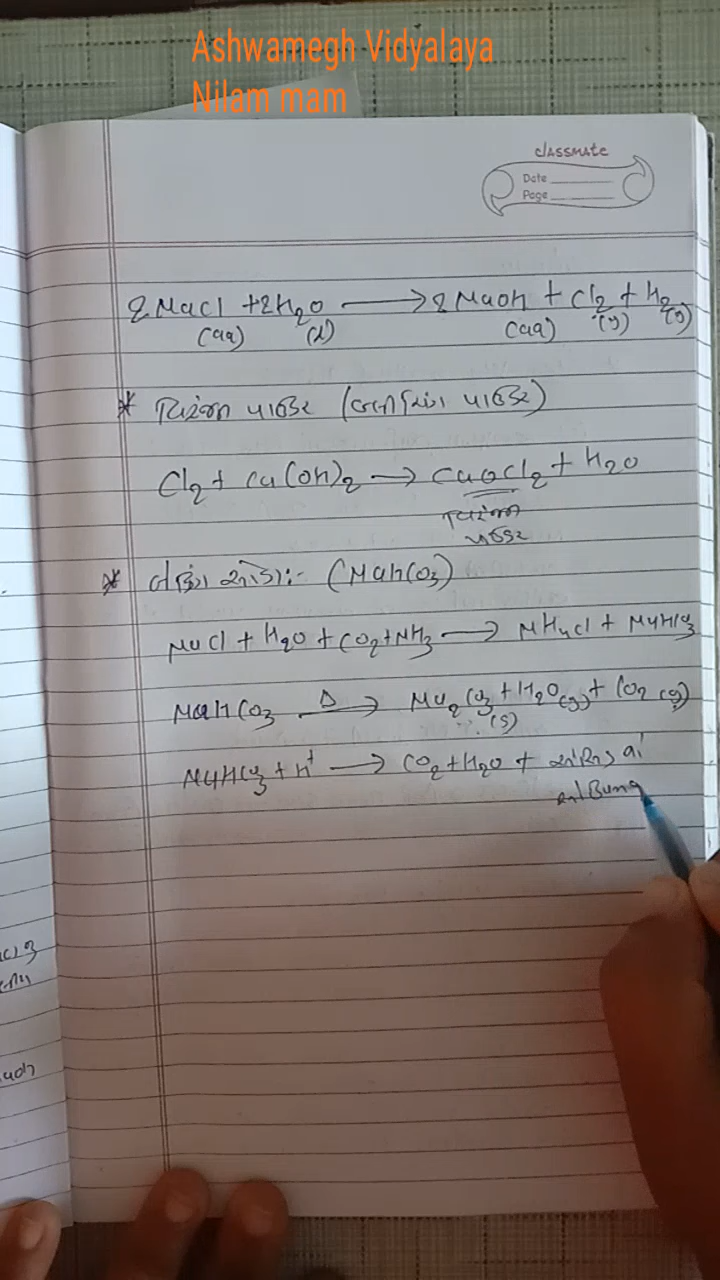 Ashwamegh Vidyalaya
Nilam mam
classmate
Date
Page
2NaCl + 2H₂O ⟶ 2NaOH + Cl₂ + H₂
(aq) (l) (aq) (g) (g)
* વિરંજન પાઉડર (બ્લીચિંગ પાઉડર)
Cl₂ + Ca(OH)₂ ⟶ CaOCl₂ + H₂O
વિરંજન
પાઉડર
* બેકિંગ સોડા :- (NaHCO₃)
NaCl + H₂O + CO₂ + NH₃ ⟶ NH₄Cl + NaHCO₃
NaHCO₃ —Δ→ Na₂CO₃ + H₂O(g) + CO₂(g)
(s)
NaHCO₃ + H⁺ ⟶ CO₂ + H₂O +